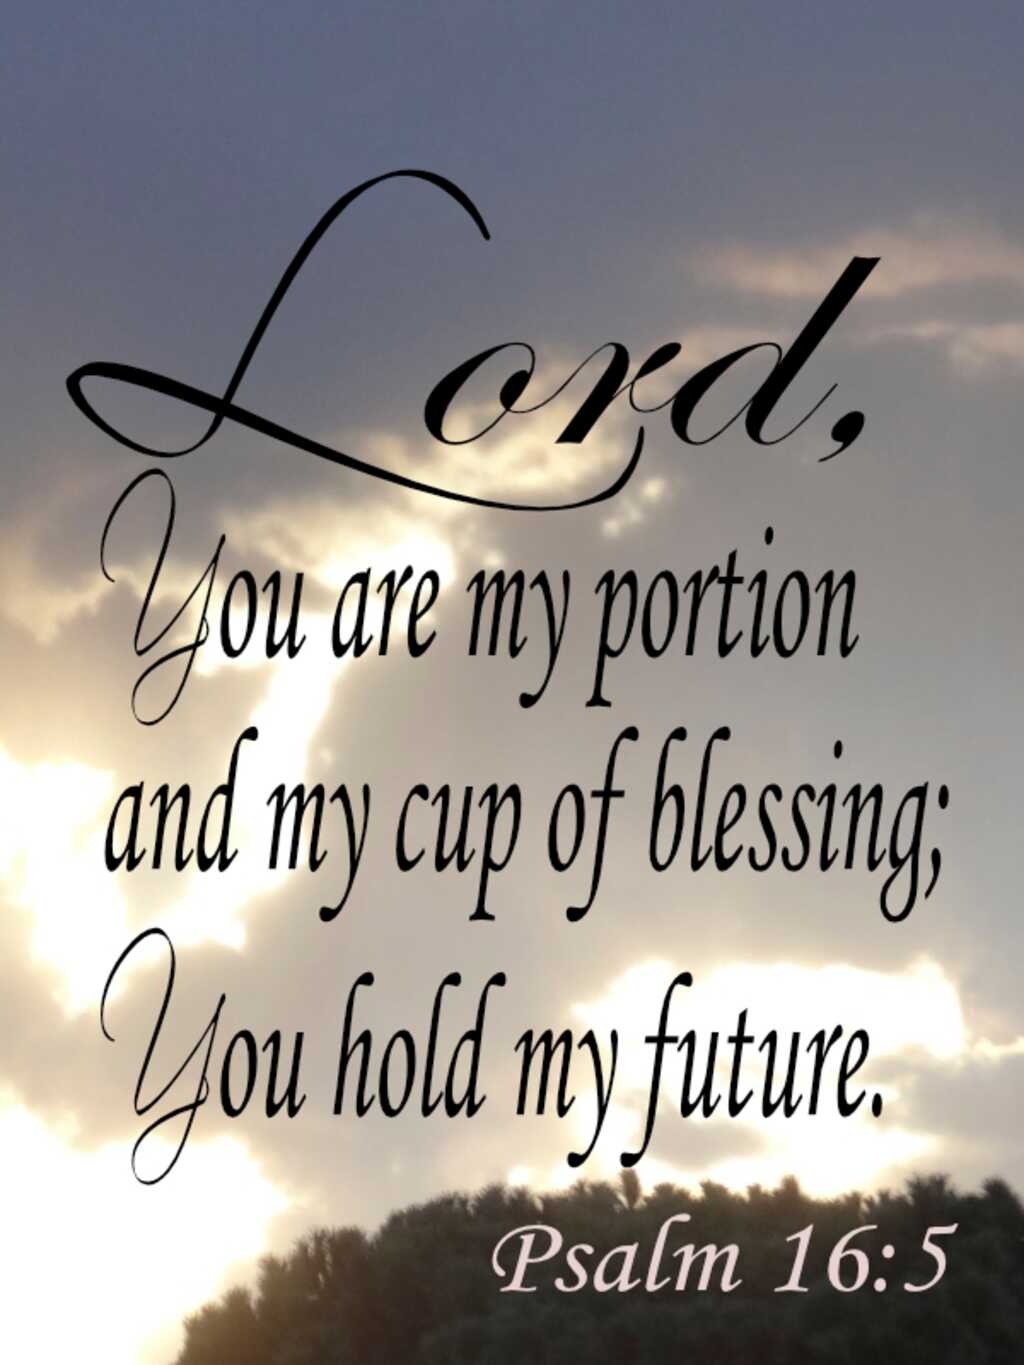 Lord,
You are my portion
and my cup of blessing;
You hold my future.
Psalm 16:5